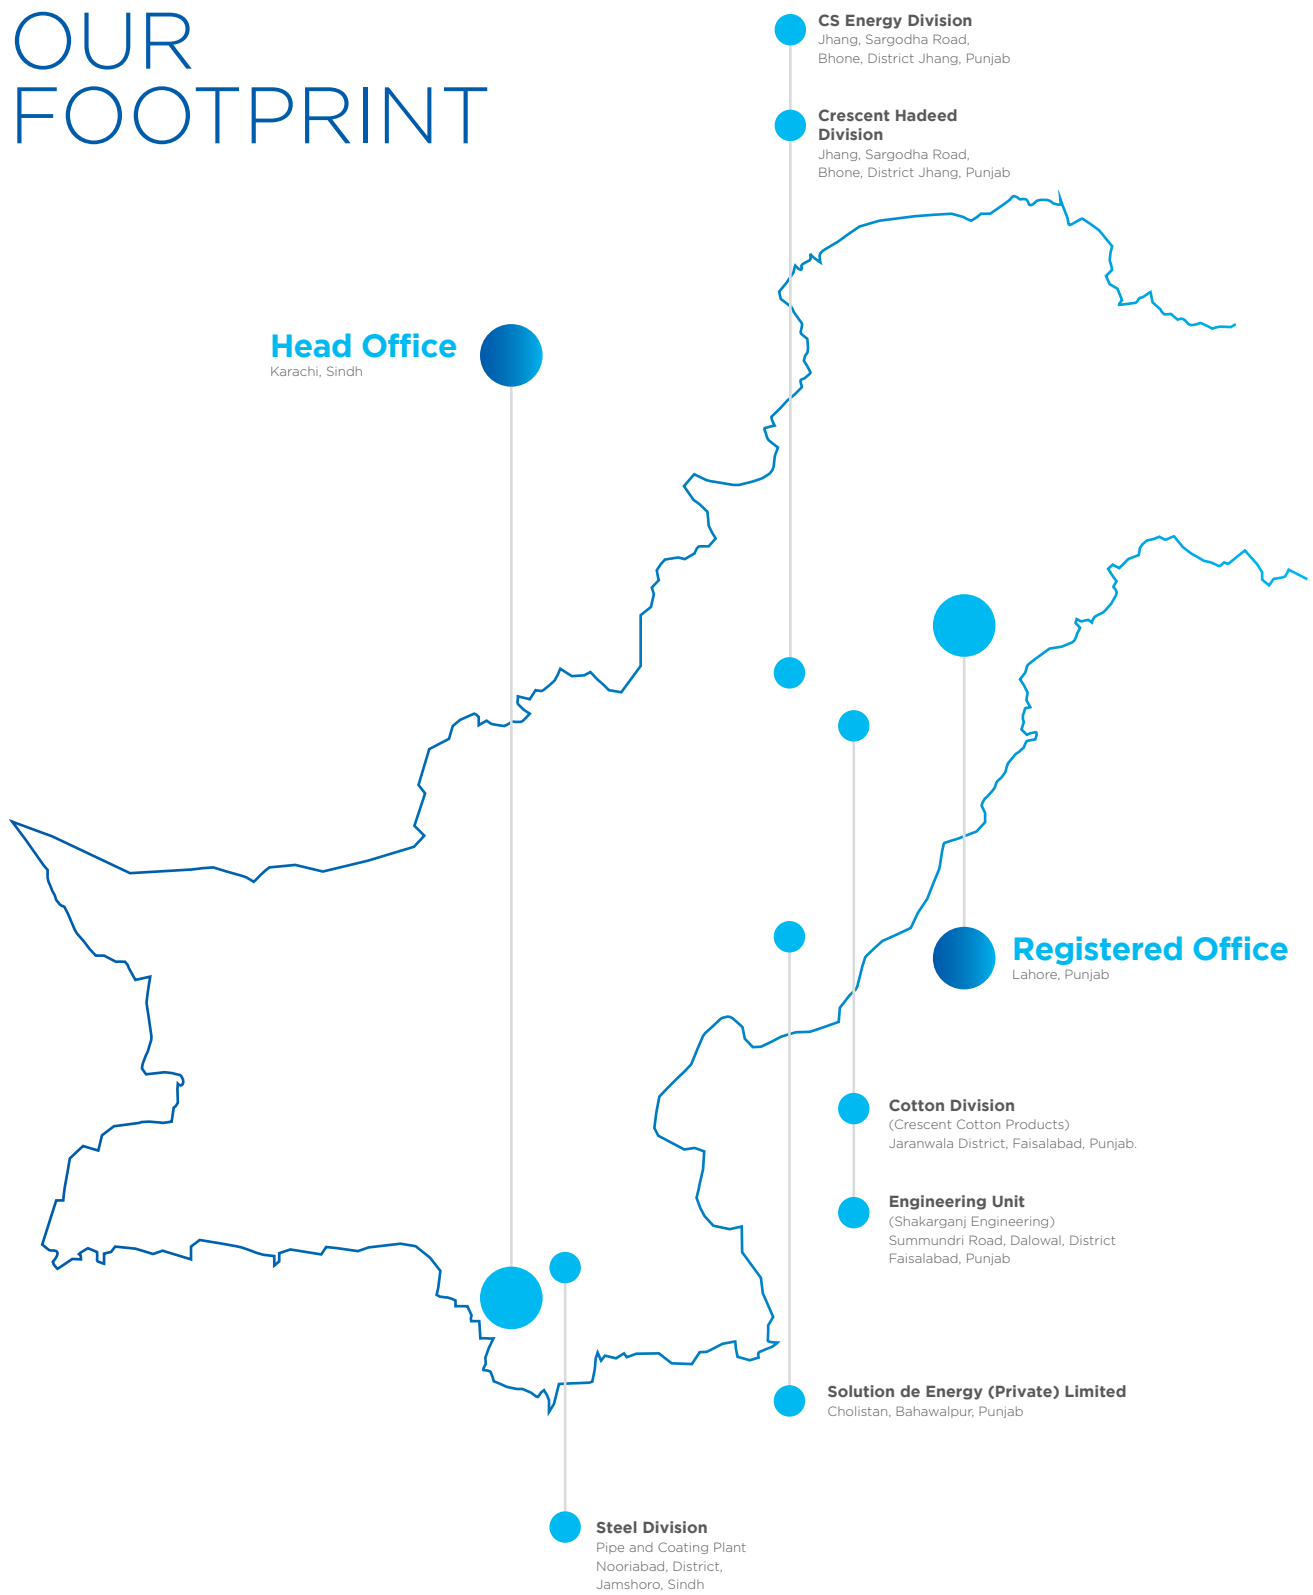 OUR
FOOTPRINT
CS Energy Division
Jhang, Sargodha Road,
Bhone, District Jhang, Punjab
Crescent Hadeed
Division
Jhang, Sargodha Road,
Bhone, District Jhang, Punjab
Head Office
Karachi, Sindh
Registered Office
Lahore, Punjab
Cotton Division
(Crescent Cotton Products)
Jaranwala District, Faisalabad, Punjab.
Engineering Unit
(Shakarganj Engineering)
Summundri Road, Dalowal, District
Faisalabad, Punjab
Solution de Energy (Private) Limited
Cholistan, Bahawalpur, Punjab
Steel Division
Pipe and Coating Plant
Nooriabad, District,
Jamshoro, Sindh